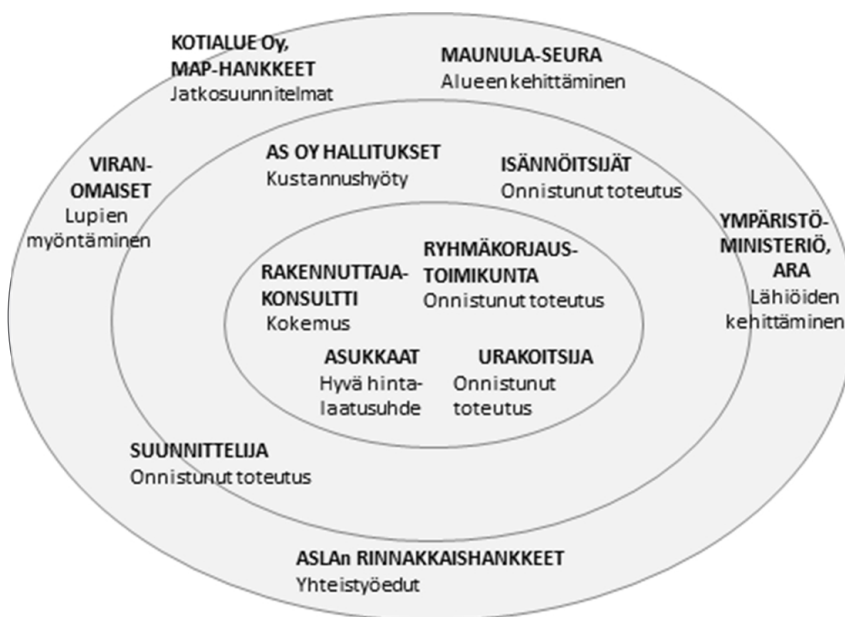 KOTIALUE Oy,
MAP-HANKKEET
Jatkosuunnitelmat
MAUNULA-SEURA
Alueen kehittäminen
VIRAN-
OMAISET
Lupien
myöntäminen
AS OY HALLITUKSET
Kustannushyöty
ISÄNNÖITSIJÄT
Onnistunut toteutus
YMPÄRISTÖ-
MINISTERIÖ,
ARA
Lähiöiden
kehittäminen
RAKENNUTTAJA-
KONSULTTI
Kokemus
RYHMÄKORJAUS-
TOIMIKUNTA
Onnistunut toteutus
ASUKKAAT
Hyvä hinta-
laatusuhde
URAKOITSIJA
Onnistunut
toteutus
SUUNNITTELIJA
Onnistunut toteutus
ASLAn RINNAKKAISHANKKEET
Yhteistyöedut